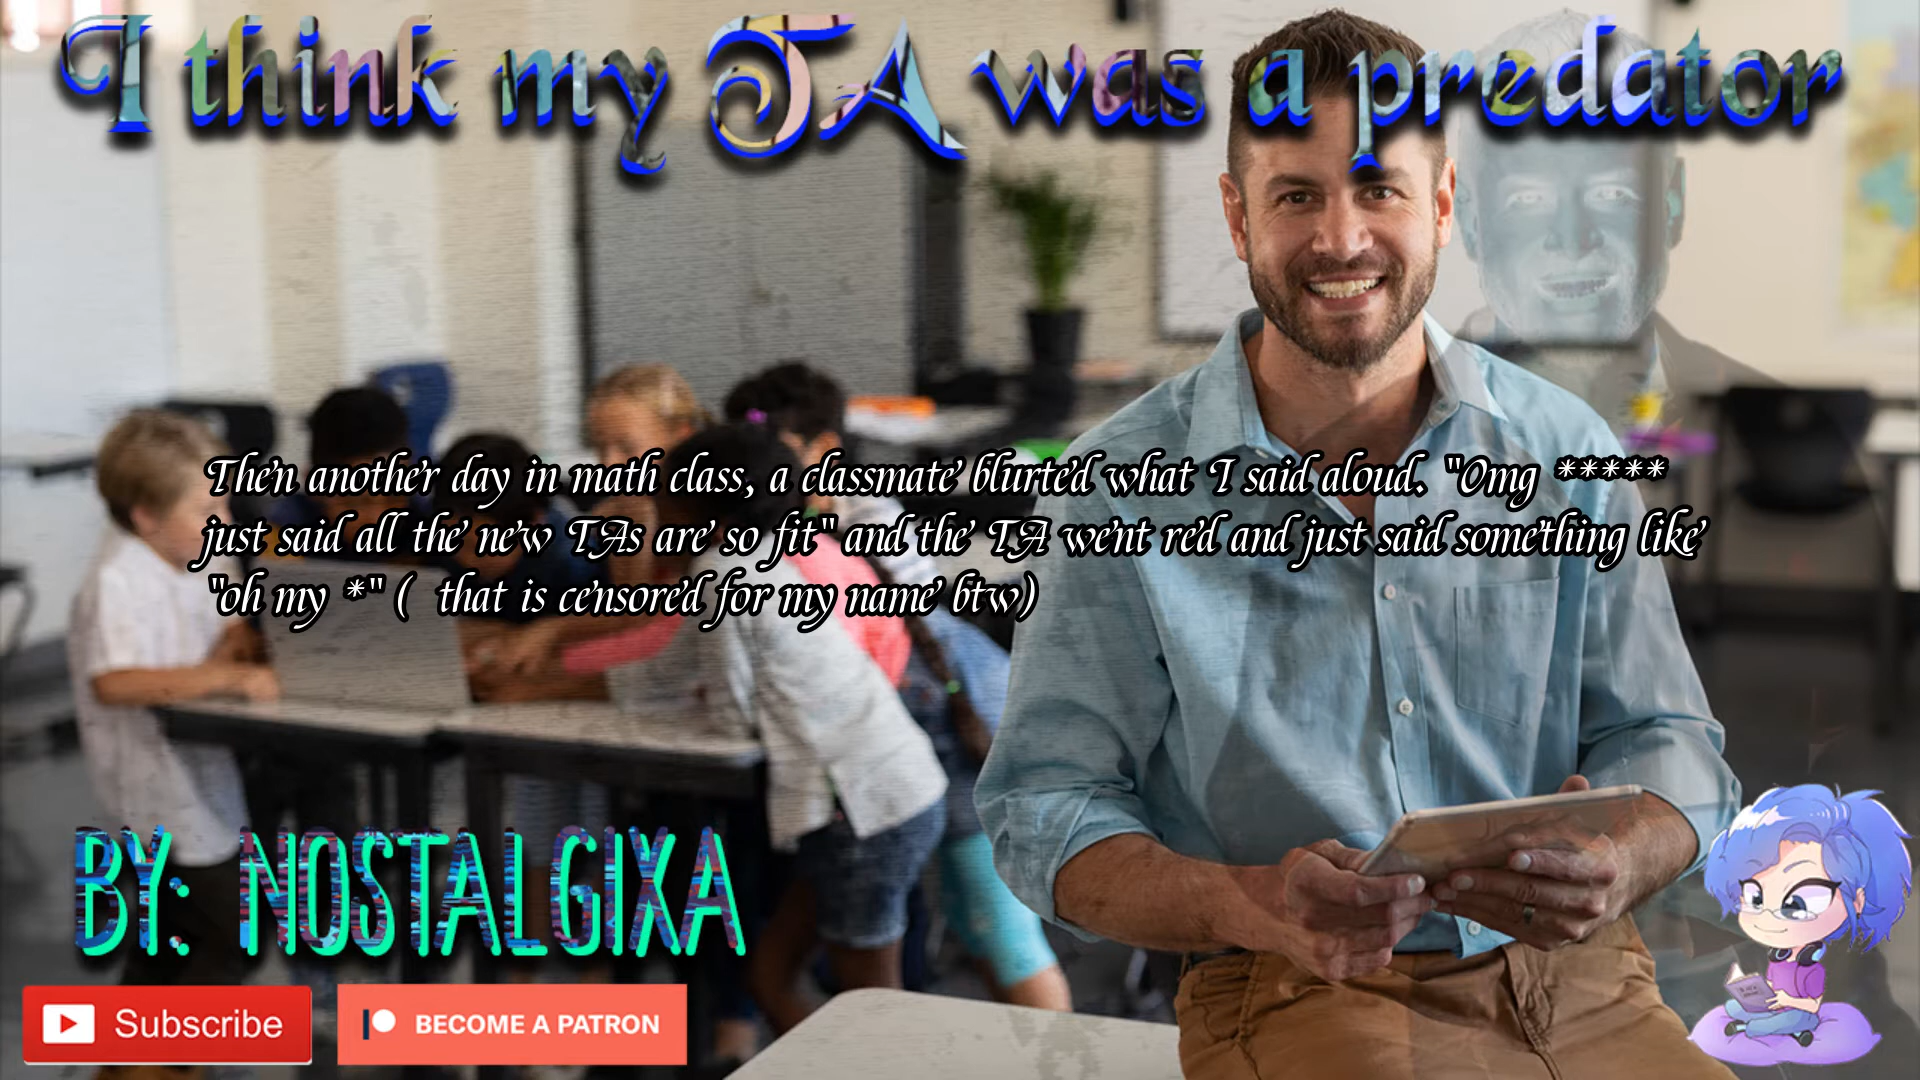 I think my TA was a predator
Then another day in math class, a classmate blurted what I said aloud. "Omg *****
just said all the new TAs are so fit" and the TA went red and just said something like
"oh my *" ( that is censored for my name btw)
BY: NOSTALGIXA
Subscribe
BECOME A PATRON